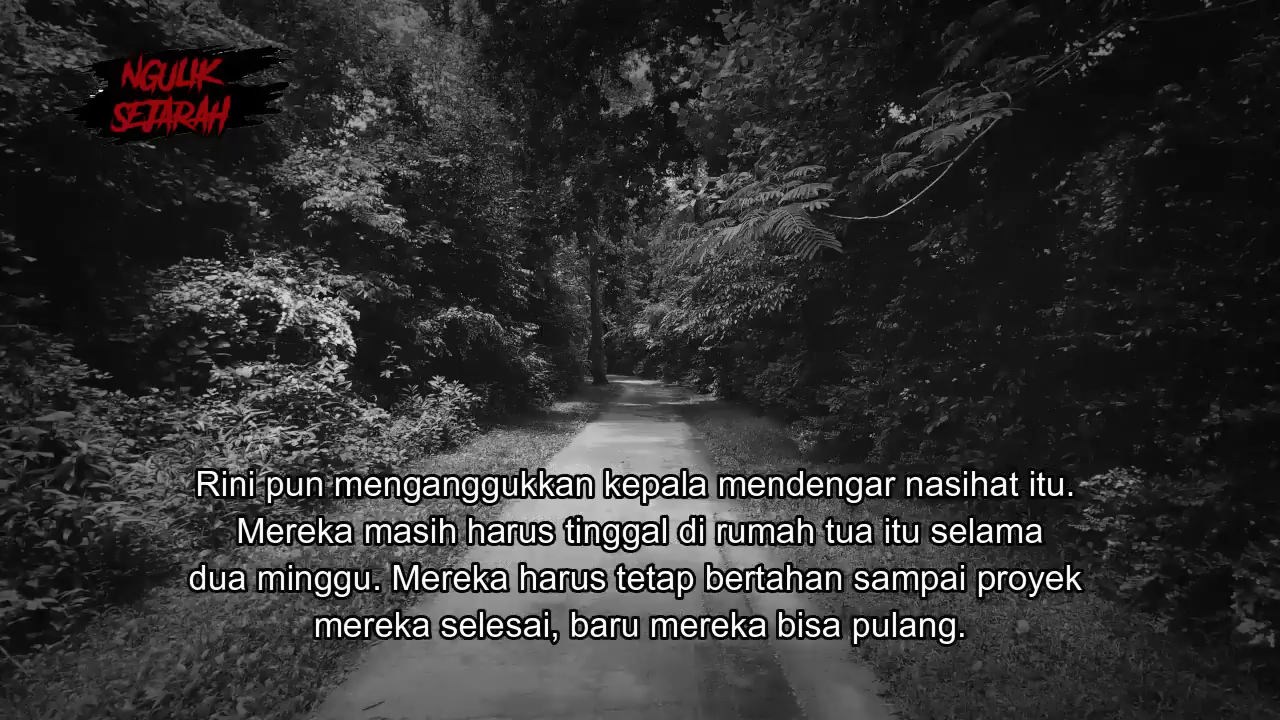 NGULIK
SEJARAH
Rini pun menganggukkan kepala mendengar nasihat itu.
Mereka masih harus tinggal di rumah tua itu selama
dua minggu. Mereka harus tetap bertahan sampai proyek
mereka selesai, baru mereka bisa pulang.